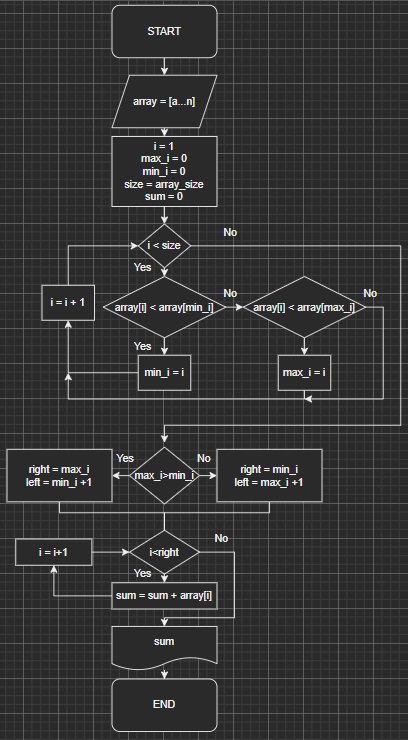 START
array = [a...n]
i = 1
max_i = 0
min_i = 0
size = array_size
sum = 0
No
i < size
Yes
i = i + 1
array[i] < array[min_i]
No
array[i] < array[max_i]
No
Yes
min_i = i
max_i = i
Yes
No
right = max_i
left = min_i +1
max_i>min_i
right = min_i
left = max_i +1
No
i = i+1
i<right
Yes
sum = sum + array[i]
sum
END